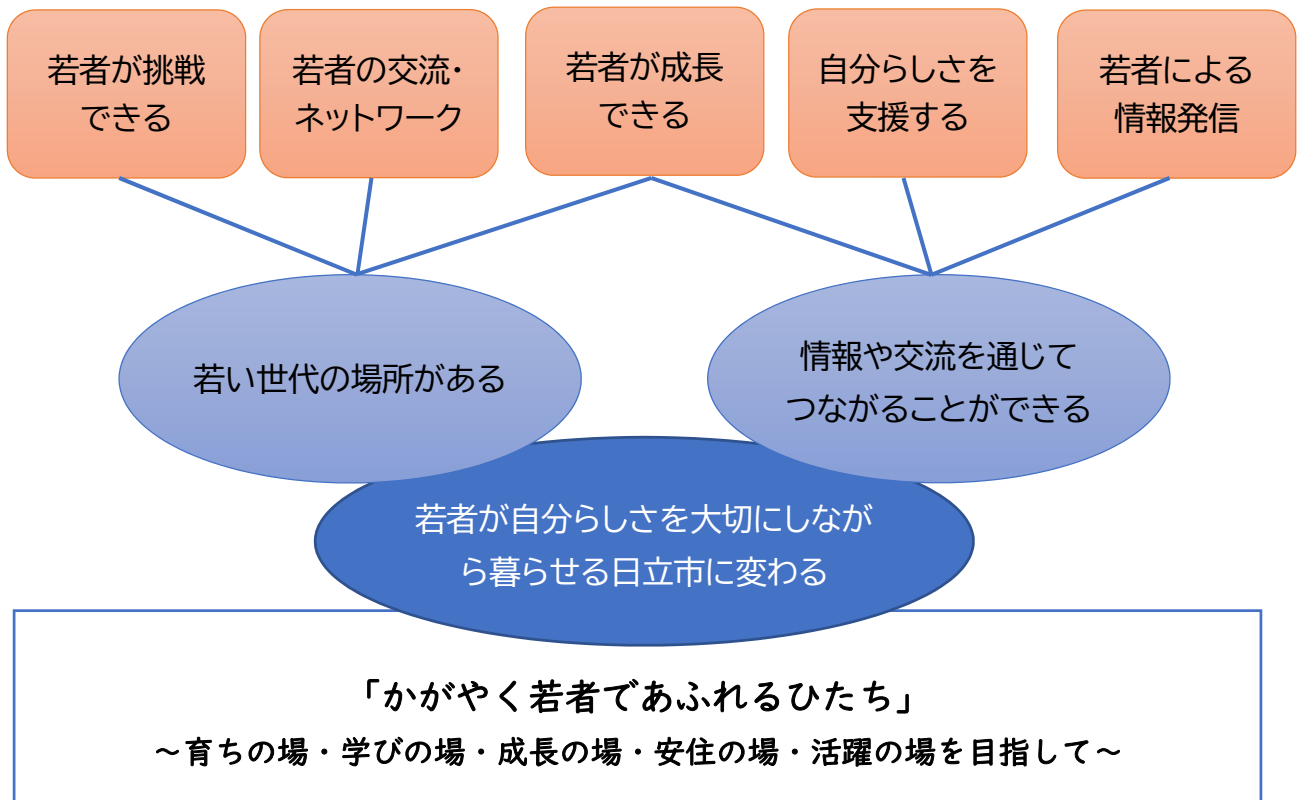 若者が挑戦
できる
若者の交流・
ネットワーク
若者が成長
できる
自分らしさを
支援する
若者による
情報発信
若い世代の場所がある
情報や交流を通じて
つながることができる
若者が自分らしさを大切にしなが
ら暮らせる日立市に変わる
「かがやく若者であふれるひたち」
～育ちの場・学びの場・成長の場・安住の場・活躍の場を目指して～